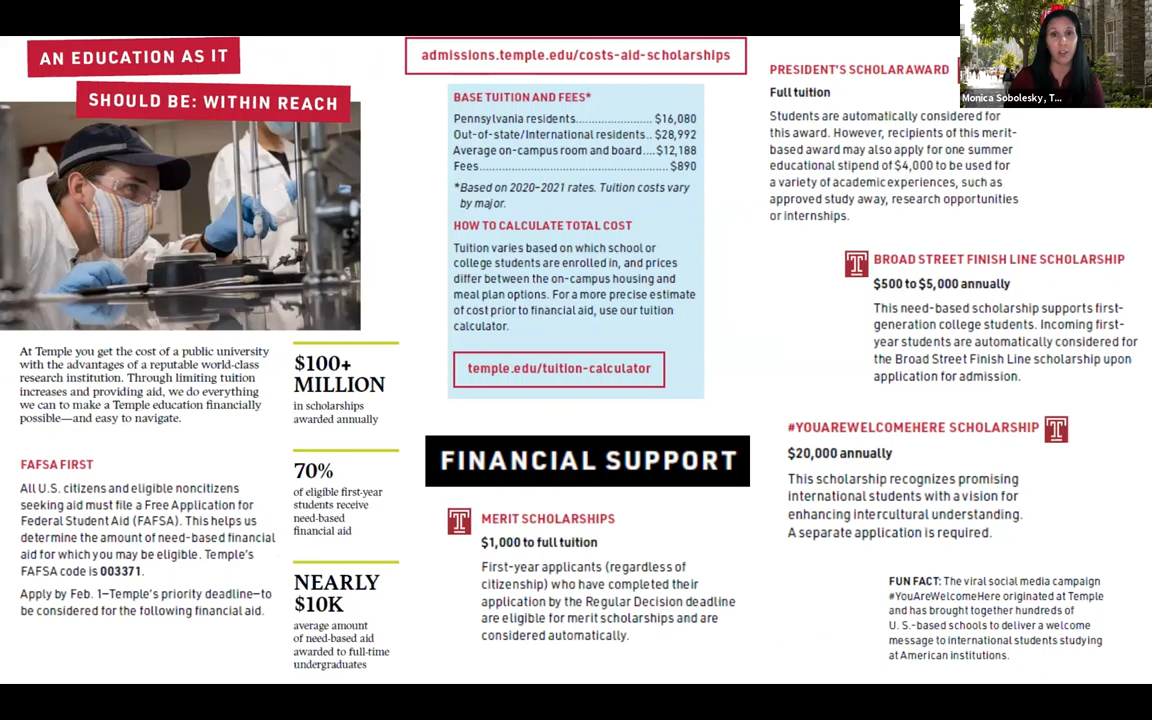 AN EDUCATION AS IT
SHOULD BE: WITHIN REACH
At Temple you get the cost of a public university
with the advantages of a reputable world-class
research institution. Through limiting tuition
increases and providing aid, we do everything
we can to make a Temple education financially
possible—and easy to navigate.
FAFSA FIRST
All U.S. citizens and eligible noncitizens
seeking aid must file a Free Application for
Federal Student Aid (FAFSA). This helps us
determine the amount of need-based financial
aid for which you may be eligible. Temple's
FAFSA code is 003371.
Apply by Feb. 1—Temple's priority deadline—to
be considered for the following financial aid.
$100+
MILLION
in scholarships
awarded annually
70%
of eligible first-year
students receive
need-based
financial aid
NEARLY
$10K
average amount
of need-based aid
awarded to full-time
undergraduates
admissions.temple.edu/costs-aid-scholarships
BASE TUITION AND FEES*
Pennsylvania residents........................ $16,080
Out-of-state/International residents.. $28,992
Average on-campus room and board....$12,188
Fees.................................................... $890
*Based on 2020–2021 rates. Tuition costs vary
by major.
HOW TO CALCULATE TOTAL COST
Tuition varies based on which school or
college students are enrolled in, and prices
differ between the on-campus housing and
meal plan options. For a more precise estimate
of cost prior to financial aid, use our tuition
calculator.
temple.edu/tuition-calculator
FINANCIAL SUPPORT
MERIT SCHOLARSHIPS
$1,000 to full tuition
First-year applicants (regardless of
citizenship) who have completed their
application by the Regular Decision deadline
are eligible for merit scholarships and are
considered automatically.
PRESIDENT'S SCHOLAR AWARD
Full tuition
Students are automatically considered for
this award. However, recipients of this merit-
based award may also apply for one summer
educational stipend of $4,000 to be used for
a variety of academic experiences, such as
approved study away, research opportunities
or internships.
BROAD STREET FINISH LINE SCHOLARSHIP
$500 to $5,000 annually
This need-based scholarship supports first-
generation college students. Incoming first-
year students are automatically considered for
the Broad Street Finish Line scholarship upon
application for admission.
#YOUAREWELCOMEHERE SCHOLARSHIP
$20,000 annually
This scholarship recognizes promising
international students with a vision for
enhancing intercultural understanding.
A separate application is required.
FUN FACT: The viral social media campaign
#YouAreWelcomeHere originated at Temple
and has brought together hundreds of
U. S.-based schools to deliver a welcome
message to international students studying
at American institutions.
Monica Sobolesky, T...